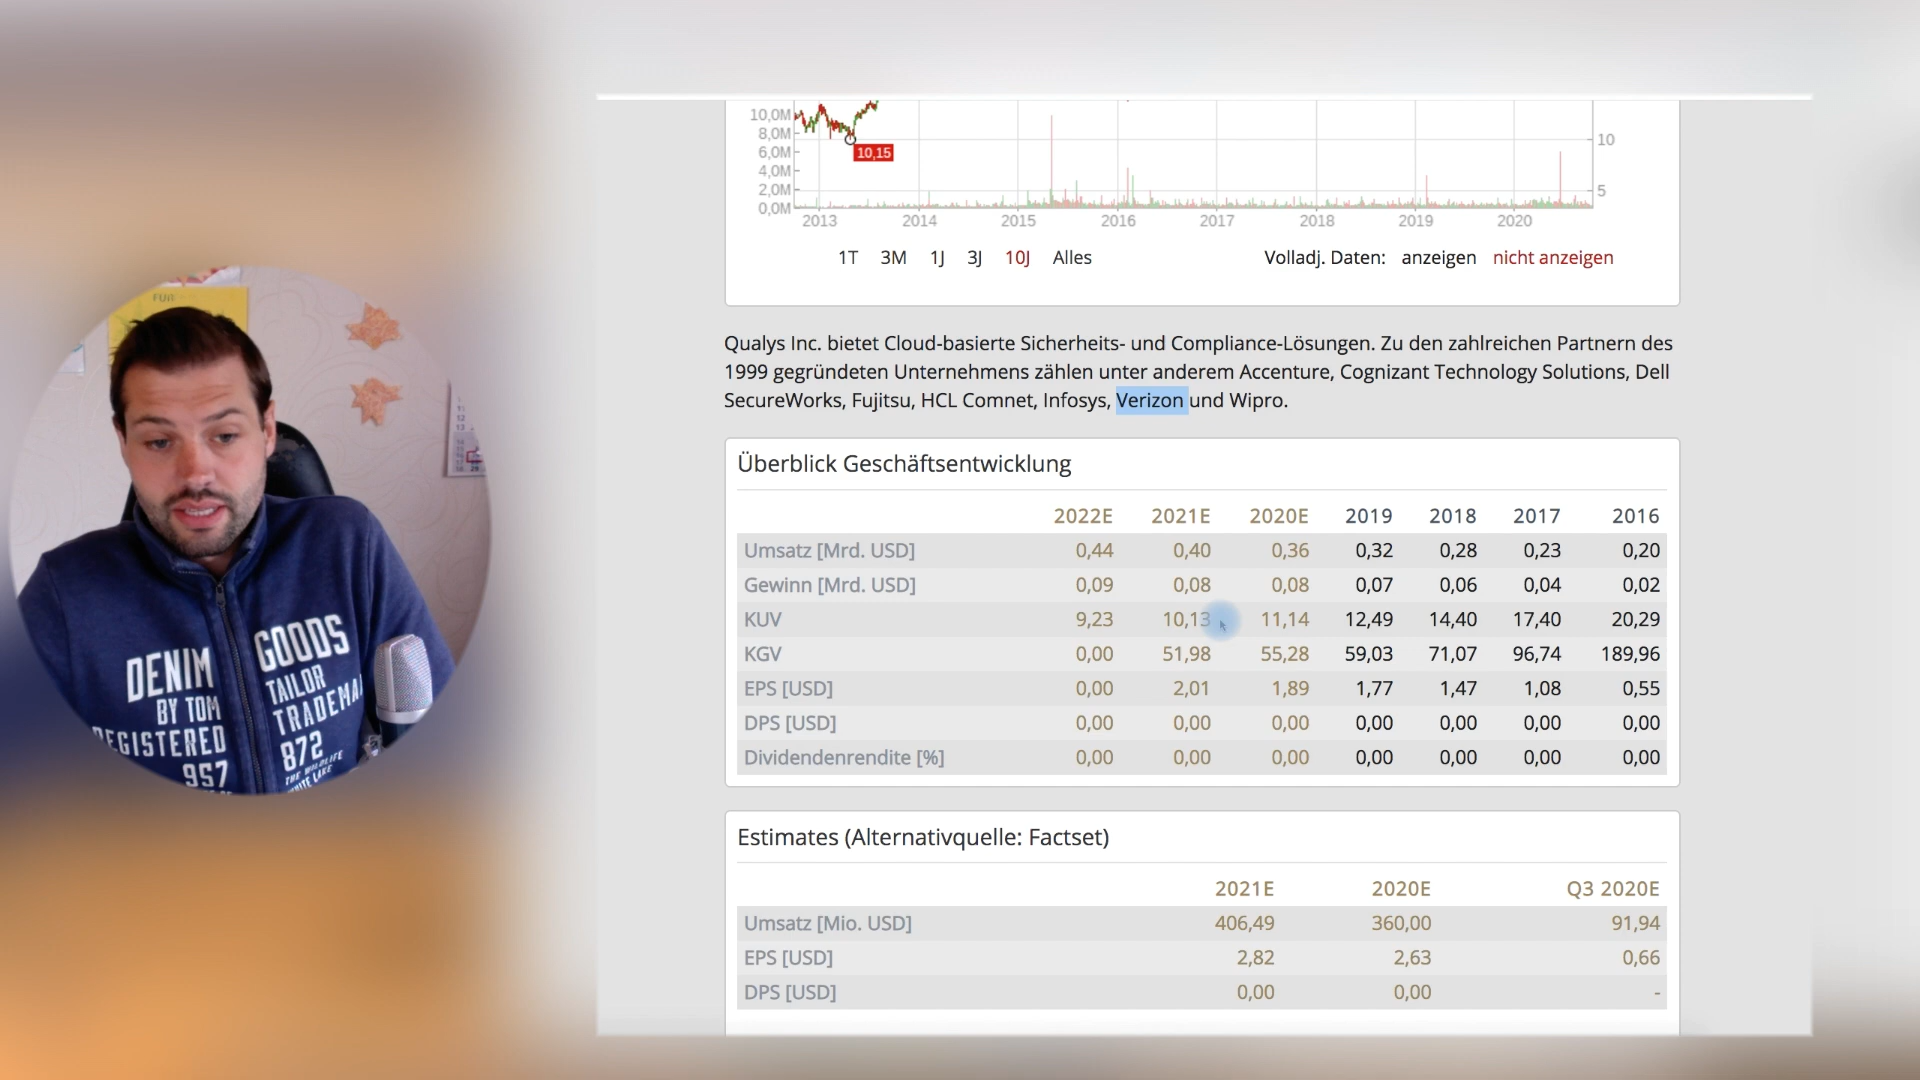 10,0M
8,0M
6,0M
4,0M
2,0M
0,0M
10,15
10
5
2013 2014 2015 2016 2017 2018 2019 2020
1T 3M 1J 3J 10J Alles Volladj. Daten: anzeigen nicht anzeigen
Qualys Inc. bietet Cloud-basierte Sicherheits- und Compliance-Lösungen. Zu den zahlreichen Partnern des
1999 gegründeten Unternehmens zählen unter anderem Accenture, Cognizant Technology Solutions, Dell
SecureWorks, Fujitsu, HCL Comnet, Infosys, Verizon und Wipro.
Überblick Geschäftsentwicklung
2022E 2021E 2020E 2019 2018 2017 2016
Umsatz [Mrd. USD] 0,44 0,40 0,36 0,32 0,28 0,23 0,20
Gewinn [Mrd. USD] 0,09 0,08 0,08 0,07 0,06 0,04 0,02
KUV 9,23 10,13 11,14 12,49 14,40 17,40 20,29
KGV 0,00 51,98 55,28 59,03 71,07 96,74 189,96
EPS [USD] 0,00 2,01 1,89 1,77 1,47 1,08 0,55
DPS [USD] 0,00 0,00 0,00 0,00 0,00 0,00 0,00
Dividendenrendite [%] 0,00 0,00 0,00 0,00 0,00 0,00 0,00
Estimates (Alternativquelle: Factset)
2021E 2020E Q3 2020E
Umsatz [Mio. USD] 406,49 360,00 91,94
EPS [USD] 2,82 2,63 0,66
DPS [USD] 0,00 0,00 -
DENIM
BY TOM
REGISTERED
957
GOODS
TAILOR
872